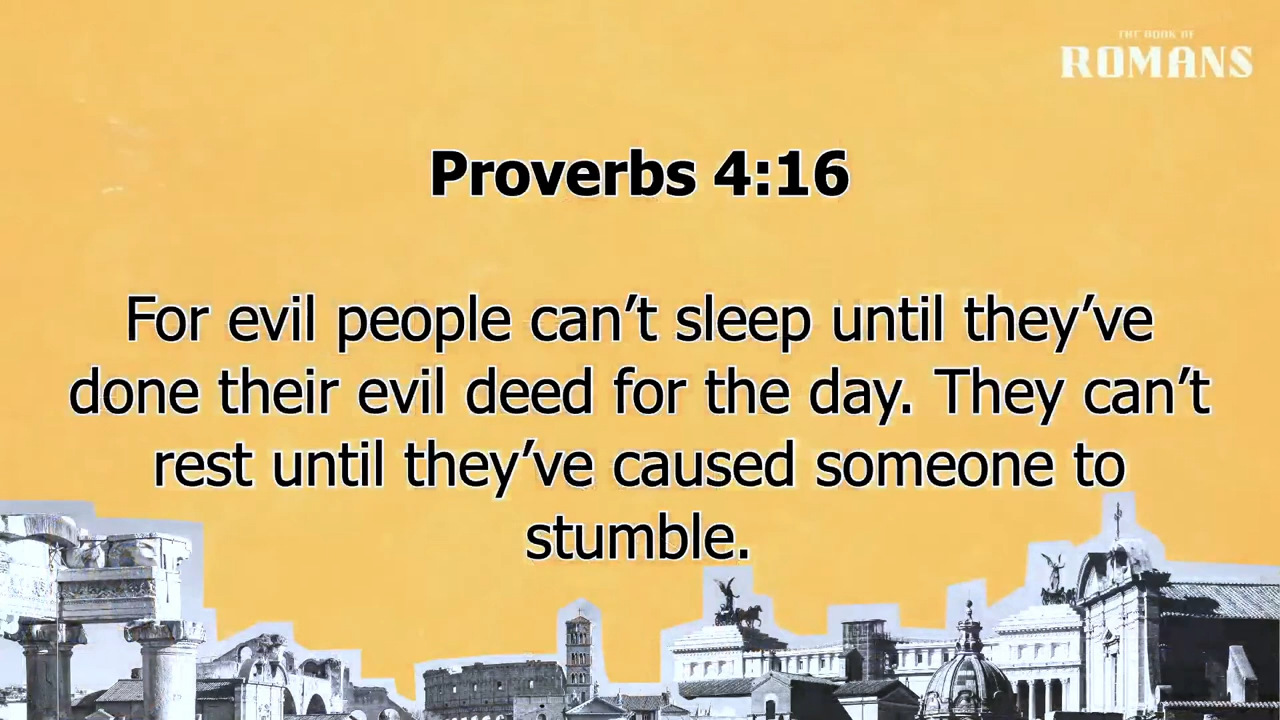 THE BOOK OF
ROMANS
Proverbs 4:16
For evil people can’t sleep until they’ve
done their evil deed for the day. They can’t
rest until they’ve caused someone to
stumble.